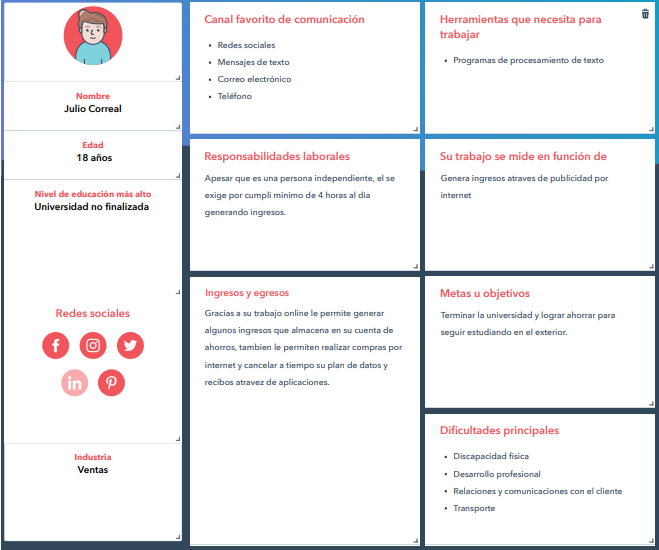 Nombre
Julio Correal
Edad
18 años
Nivel de educación más alto
Universidad no finalizada
Redes sociales
Industria
Ventas
Canal favorito de comunicación
• Redes sociales
• Mensajes de texto
• Correo electrónico
• Teléfono
Herramientas que necesita para
trabajar
• Programas de procesamiento de texto
Responsabilidades laborales
Apesar que es una persona independiente, el se
exige por cumpli minimo de 4 horas al dia
generando ingresos.
Su trabajo se mide en función de
Genera ingresos atraves de publicidad por
internet
Ingresos y egresos
Gracias a su trabajo online le permite generar
algunos ingresos que almacena en su cuenta de
ahorros, tambien le permiten realizar compras por
internet y cancelar a tiempo su plan de datos y
recibos atravez de aplicaciones.
Metas u objetivos
Terminar la universidad y lograr ahorrar para
seguir estudiando en el exterior.
Dificultades principales
• Discapacidad fisica
• Desarrollo profesional
• Relaciones y comunicaciones con el cliente
• Transporte